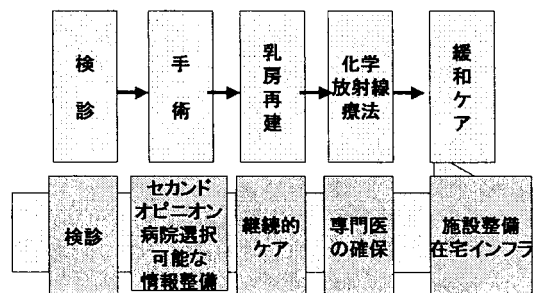 検診
手術
乳房再建
化学
放射線
療法
緩和ケア
検診
セカンド
オピニオン
病院選択
可能な
情報整備
継続的
ケア
専門医
の確保
施設整備
在宅インフラ